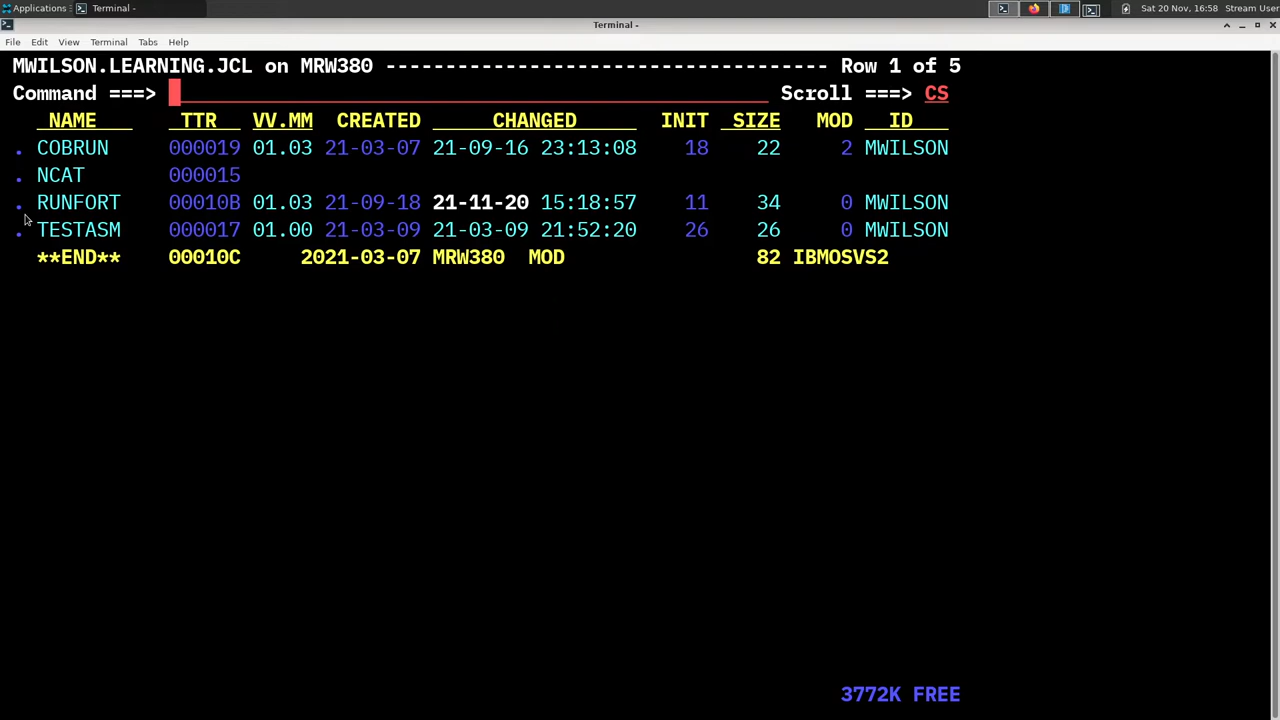 Applications Terminal - Sat 20 Nov, 16:58 Stream User
Terminal -
File Edit View Terminal Tabs Help
MWILSON.LEARNING.JCL on MRW380 ------------------------------------- Row 1 of 5
Command ===> Scroll ===> CS
NAME TTR VV.MM CREATED CHANGED INIT SIZE MOD ID
. COBRUN 000019 01.03 21-03-07 21-09-16 23:13:08 18 22 2 MWILSON
. NCAT 000015
. RUNFORT 00010B 01.03 21-09-18 21-11-20 15:18:57 11 34 0 MWILSON
. TESTASM 000017 01.00 21-03-09 21-03-09 21:52:20 26 26 0 MWILSON
**END** 00010C 2021-03-07 MRW380 MOD 82 IBMOSVS2
3772K FREE